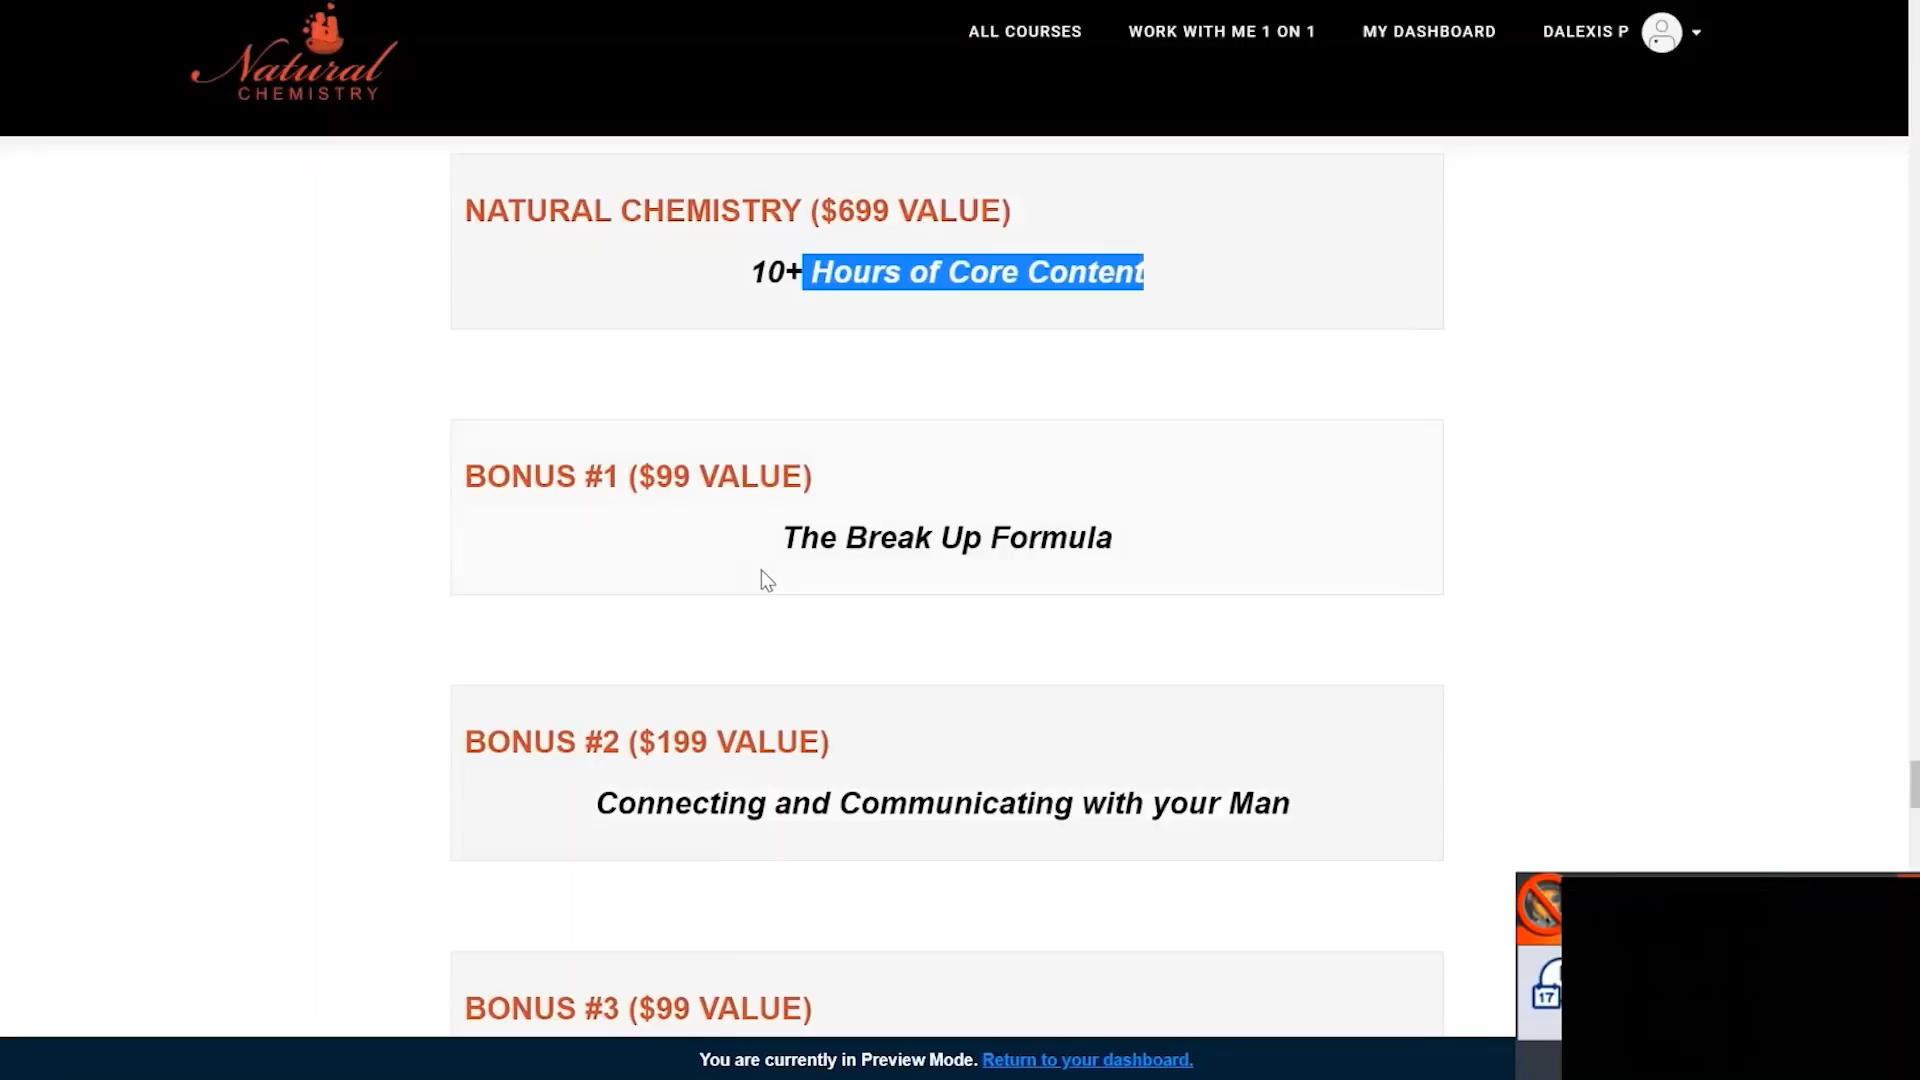 Natural
CHEMISTRY
ALL COURSES
WORK WITH ME 1 ON 1
MY DASHBOARD
DALEXIS P
NATURAL CHEMISTRY ($699 VALUE)
10+ Hours of Core Content
BONUS #1 ($99 VALUE)
The Break Up Formula
BONUS #2 ($199 VALUE)
Connecting and Communicating with your Man
BONUS #3 ($99 VALUE)
17
You are currently in Preview Mode. Return to your dashboard.